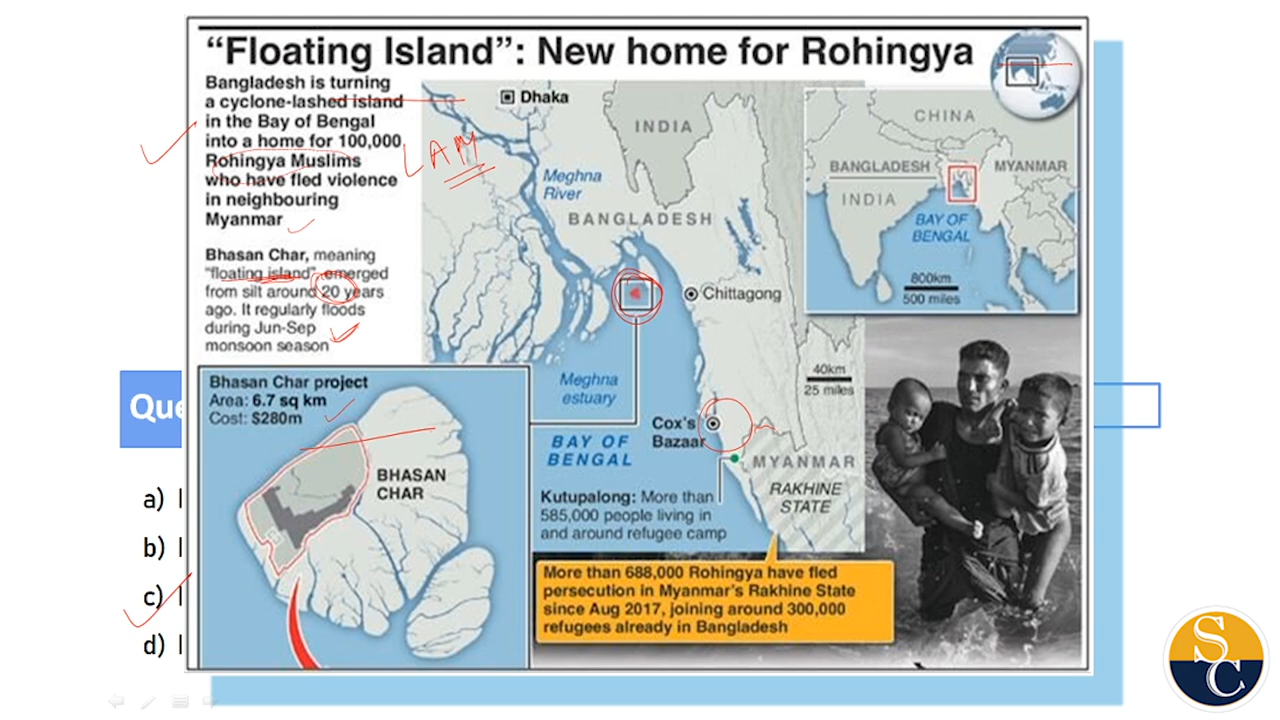 “Floating Island”: New home for Rohingya
Bangladesh is turning
a cyclone-lashed island
in the Bay of Bengal
into a home for 100,000
Rohingya Muslims
who have fled violence
in neighbouring
Myanmar
Bhasan Char, meaning
“floating island”, emerged
from silt around 20 years
ago. It regularly floods
during Jun-Sep
monsoon season
LAM
Dhaka
INDIA
Meghna
River
BANGLADESH
Chittagong
40km
25 miles
Meghna
estuary
Cox's
Bazaar
BAY OF
BENGAL
MYANMAR
RAKHINE
STATE
Kutupalong: More than
585,000 people living in
and around refugee camp
CHINA
BANGLADESH
MYANMAR
INDIA
BAY OF
BENGAL
800km
500 miles
Bhasan Char project
Area: 6.7 sq km
Cost: $280m
BHASAN
CHAR
More than 688,000 Rohingya have fled
persecution in Myanmar's Rakhine State
since Aug 2017, joining around 300,000
refugees already in Bangladesh
Que
a)
b)
c)
d)
SC